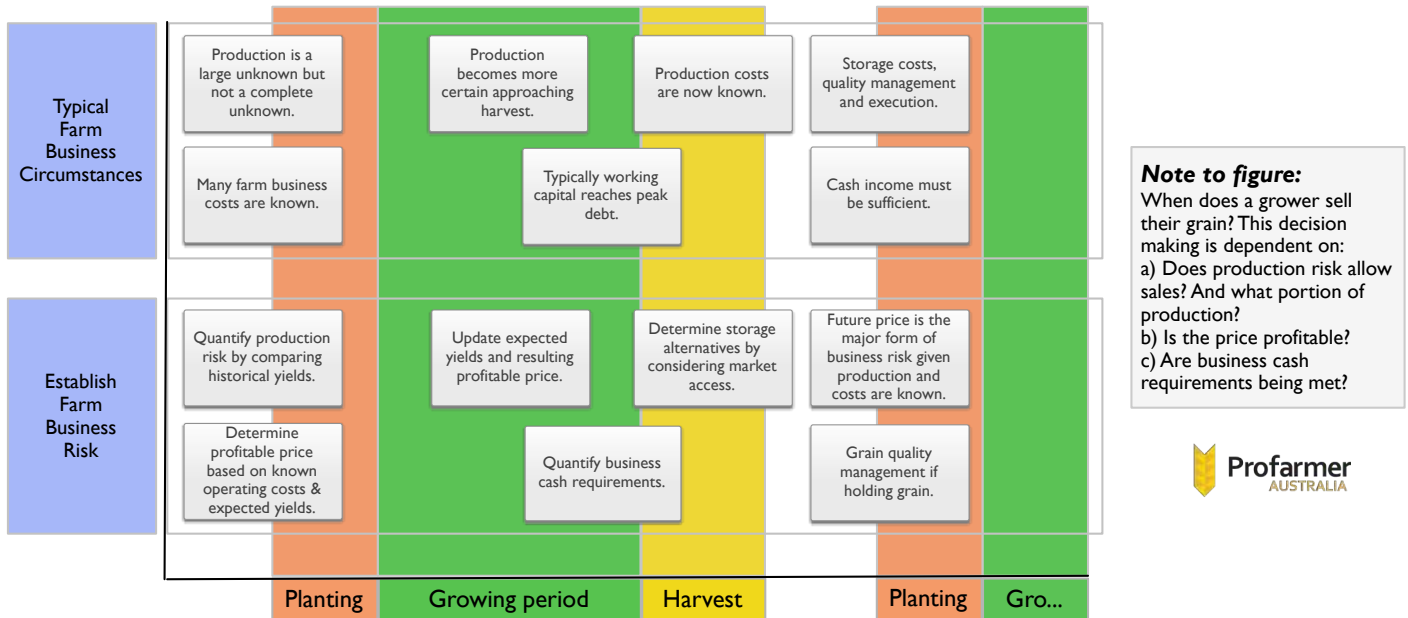 Typical
Farm
Business
Circumstances
Production is a
large unknown but
not a complete
unknown.
Production
becomes more
certain approaching
harvest.
Production costs
are now known.
Storage costs,
quality management
and execution.
Many farm business
costs are known.
Typically working
capital reaches peak
debt.
Cash income must
be sufficient.
Establish
Farm
Business
Risk
Quantify production
risk by comparing
historical yields.
Update expected
yields and resulting
profitable price.
Determine storage
alternatives by
considering market
access.
Future price is the
major form of
business risk given
production and
costs are known.
Determine
profitable price
based on known
operating costs &
expected yields.
Quantify business
cash requirements.
Grain quality
management if
holding grain.
Planting
Growing period
Harvest
Planting
Gro...
Note to figure:
When does a grower sell
their grain? This decision
making is dependent on:
a) Does production risk allow
sales? And what portion of
production?
b) Is the price profitable?
c) Are business cash
requirements being met?
Profarmer
AUSTRALIA